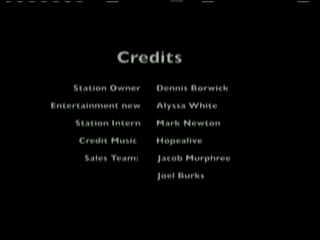 Credits
Station Owner Dennis Borwick
Entertainment new Alyssa White
Station Intern Mark Newton
Credit Music Hopealive
Sales Team: Jacob Murphree
Joel Burks